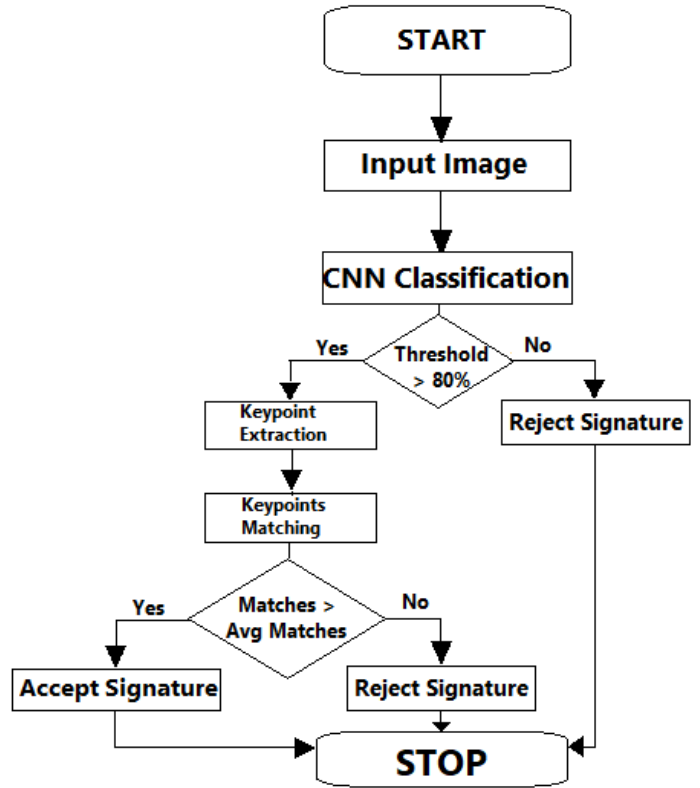 START
Input Image
CNN Classification
Threshold
> 80%
Yes
No
Keypoint
Extraction
Reject Signature
Keypoints
Matching
Matches >
Avg Matches
Yes
No
Accept Signature
Reject Signature
STOP